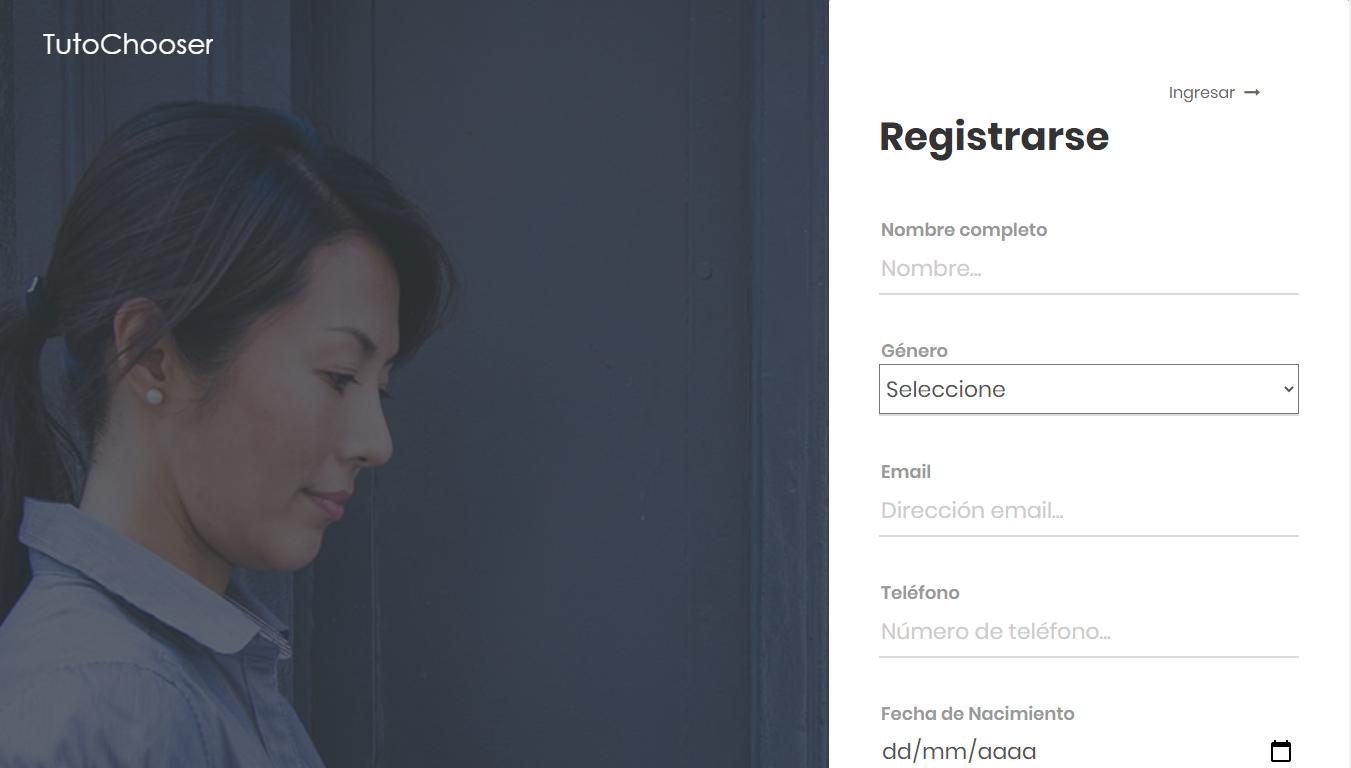 TutoChooser
Ingresar
Registrarse
Nombre completo
Nombre...
Género
Seleccione
Email
Dirección email...
Teléfono
Número de teléfono...
Fecha de Nacimiento
dd/mm/aaaa